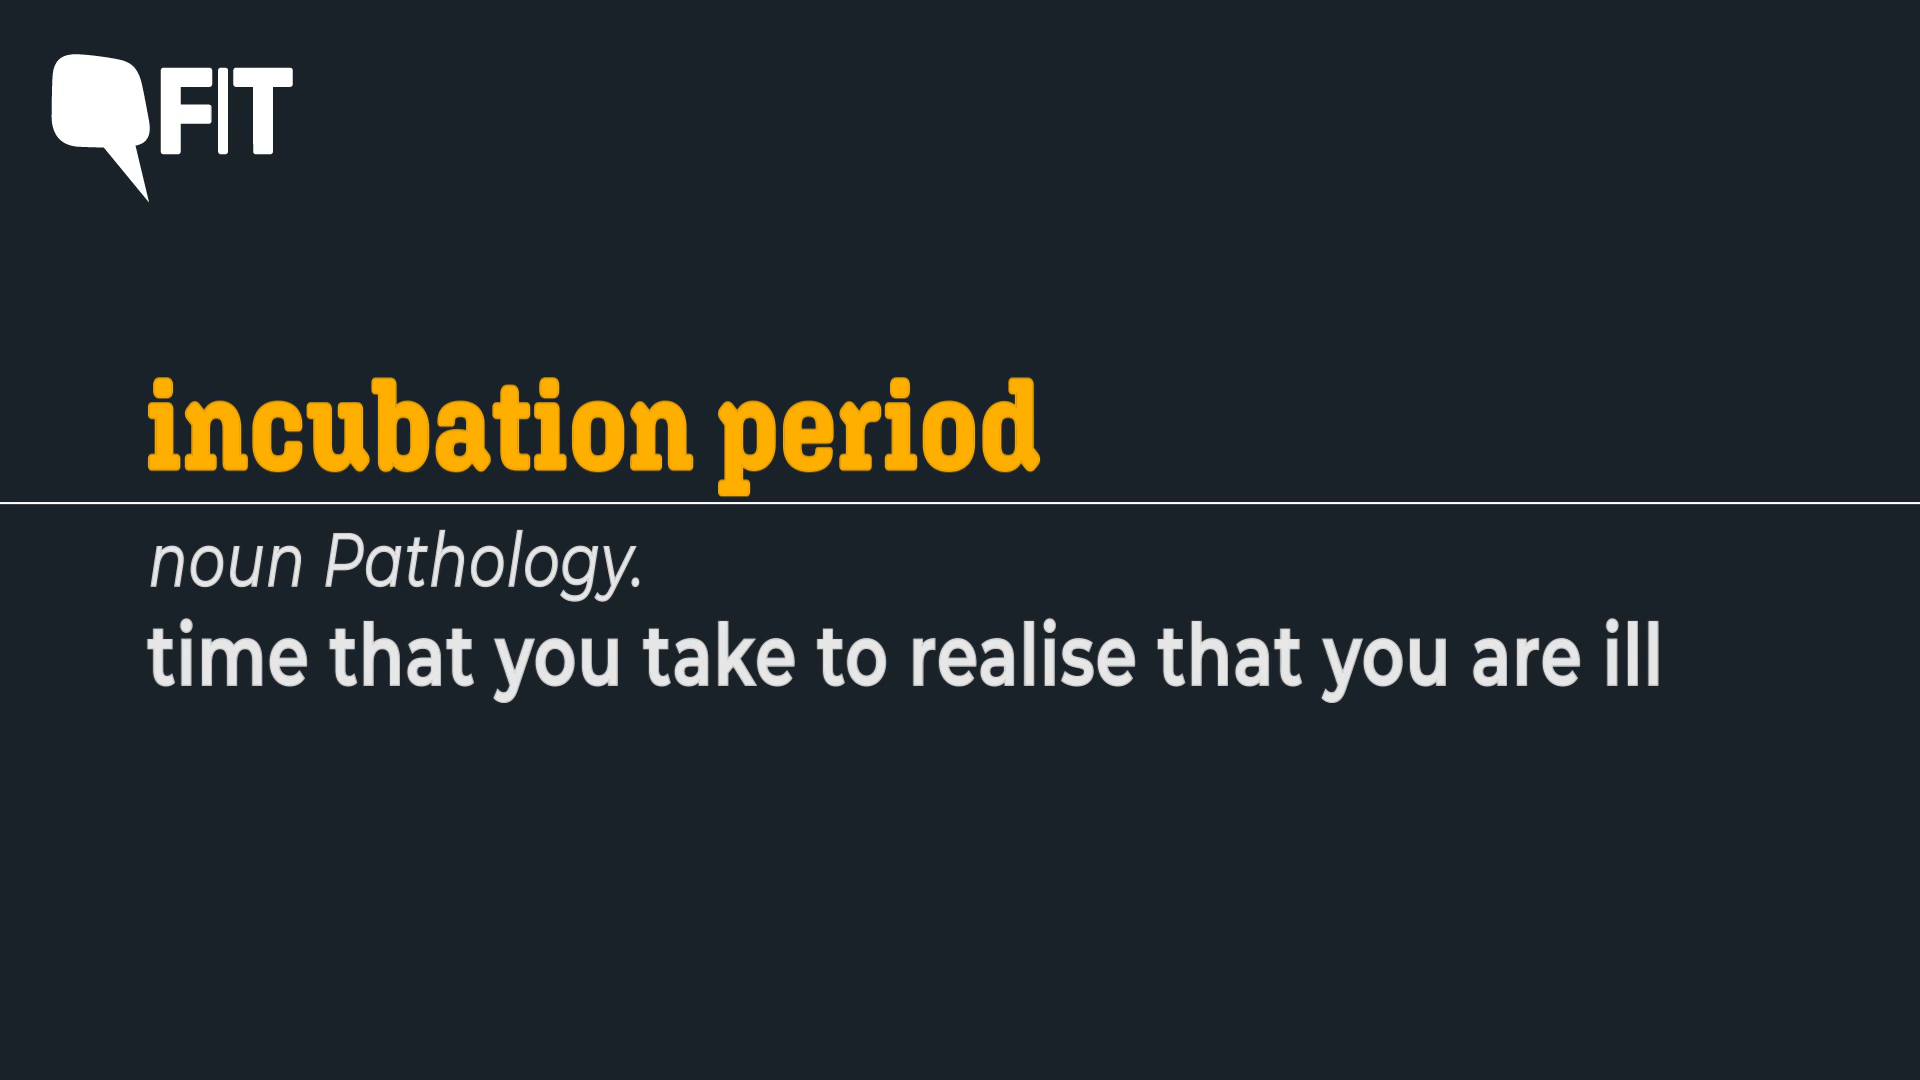 FIT
incubation period
noun Pathology.
time that you take to realise that you are ill